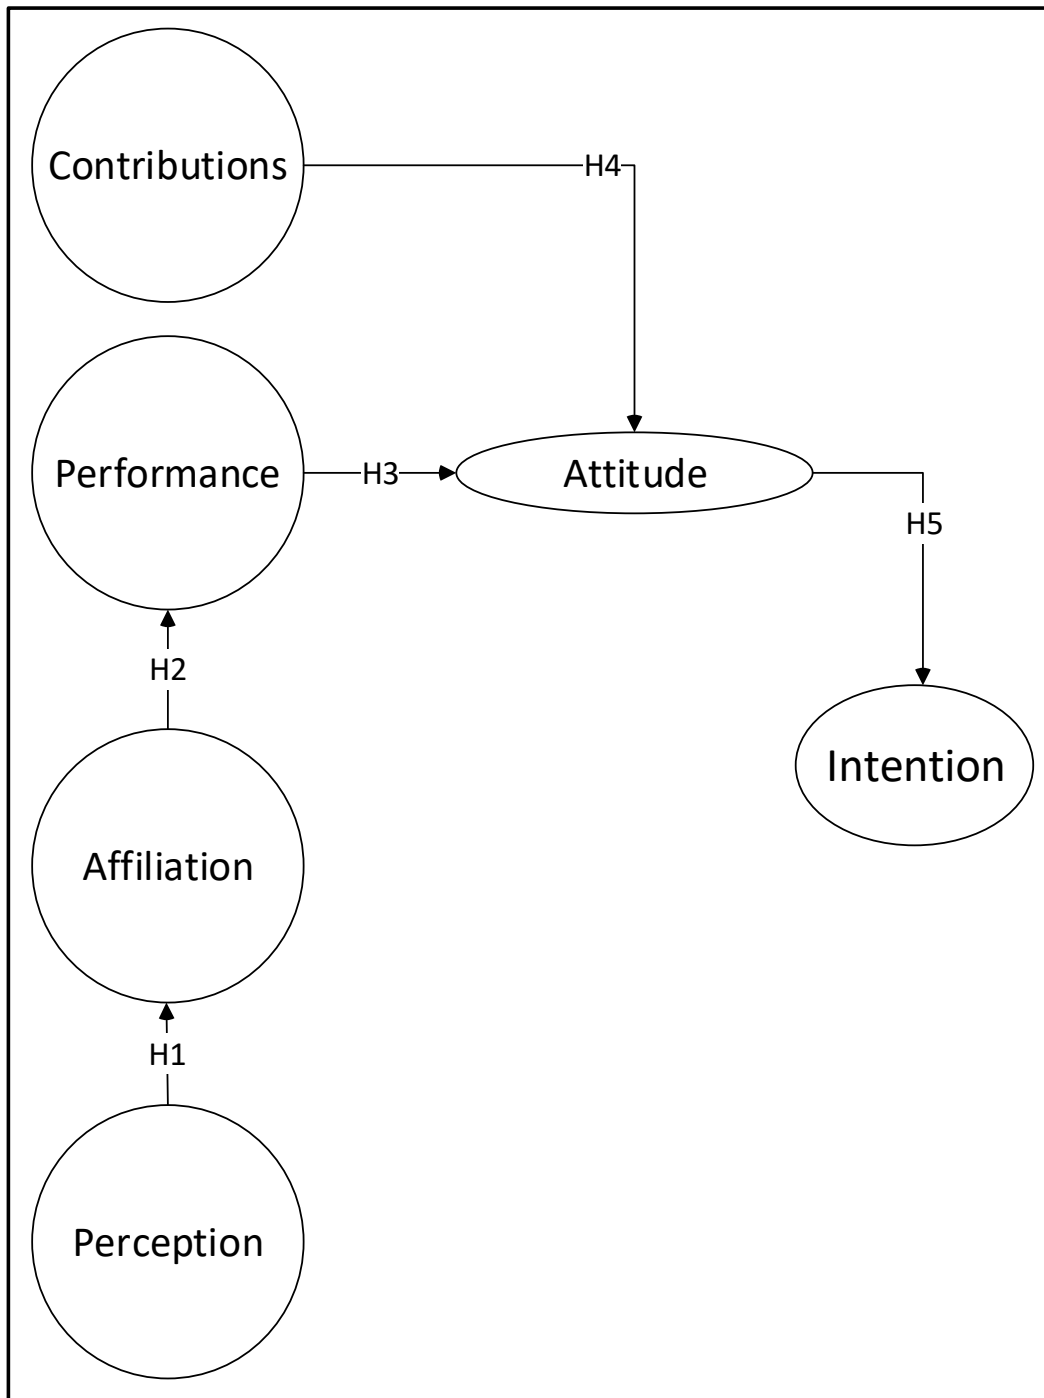 Contributions
H4
Performance
H3
Attitude
H5
H2
Intention
Affiliation
H1
Perception